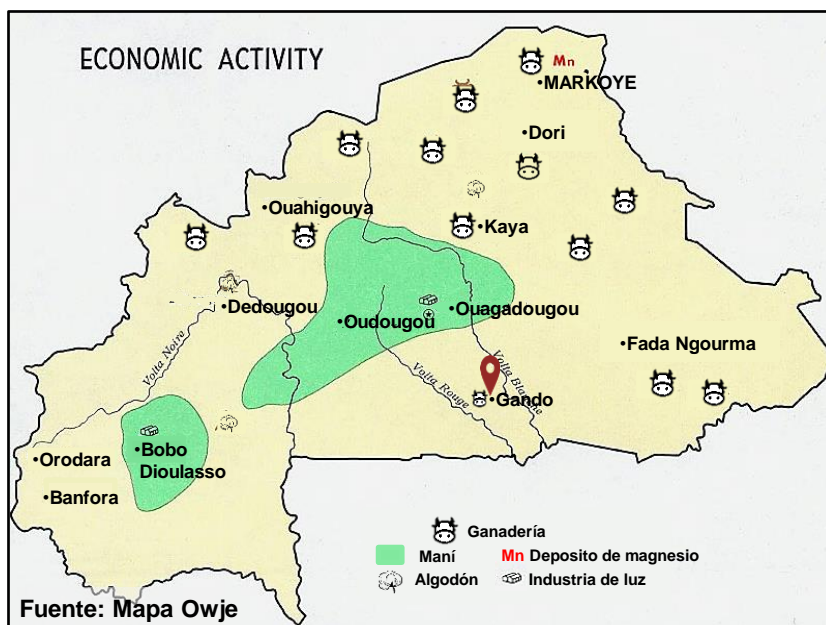 ECONOMIC ACTIVITY
Mn
•MARKOYE
•Dori
•Ouahigouya
•Kaya
•Dedougou
•Oudougou
•Ouagadougou
Volta Noire
•Fada Ngourma
Volta Rouge
Volta Blanche
•Gando
•Orodara
•Bobo
Dioulasso
•Banfora
Ganadería
Maní
Mn Deposito de magnesio
Algodón
Industria de luz
Fuente: Mapa Owje